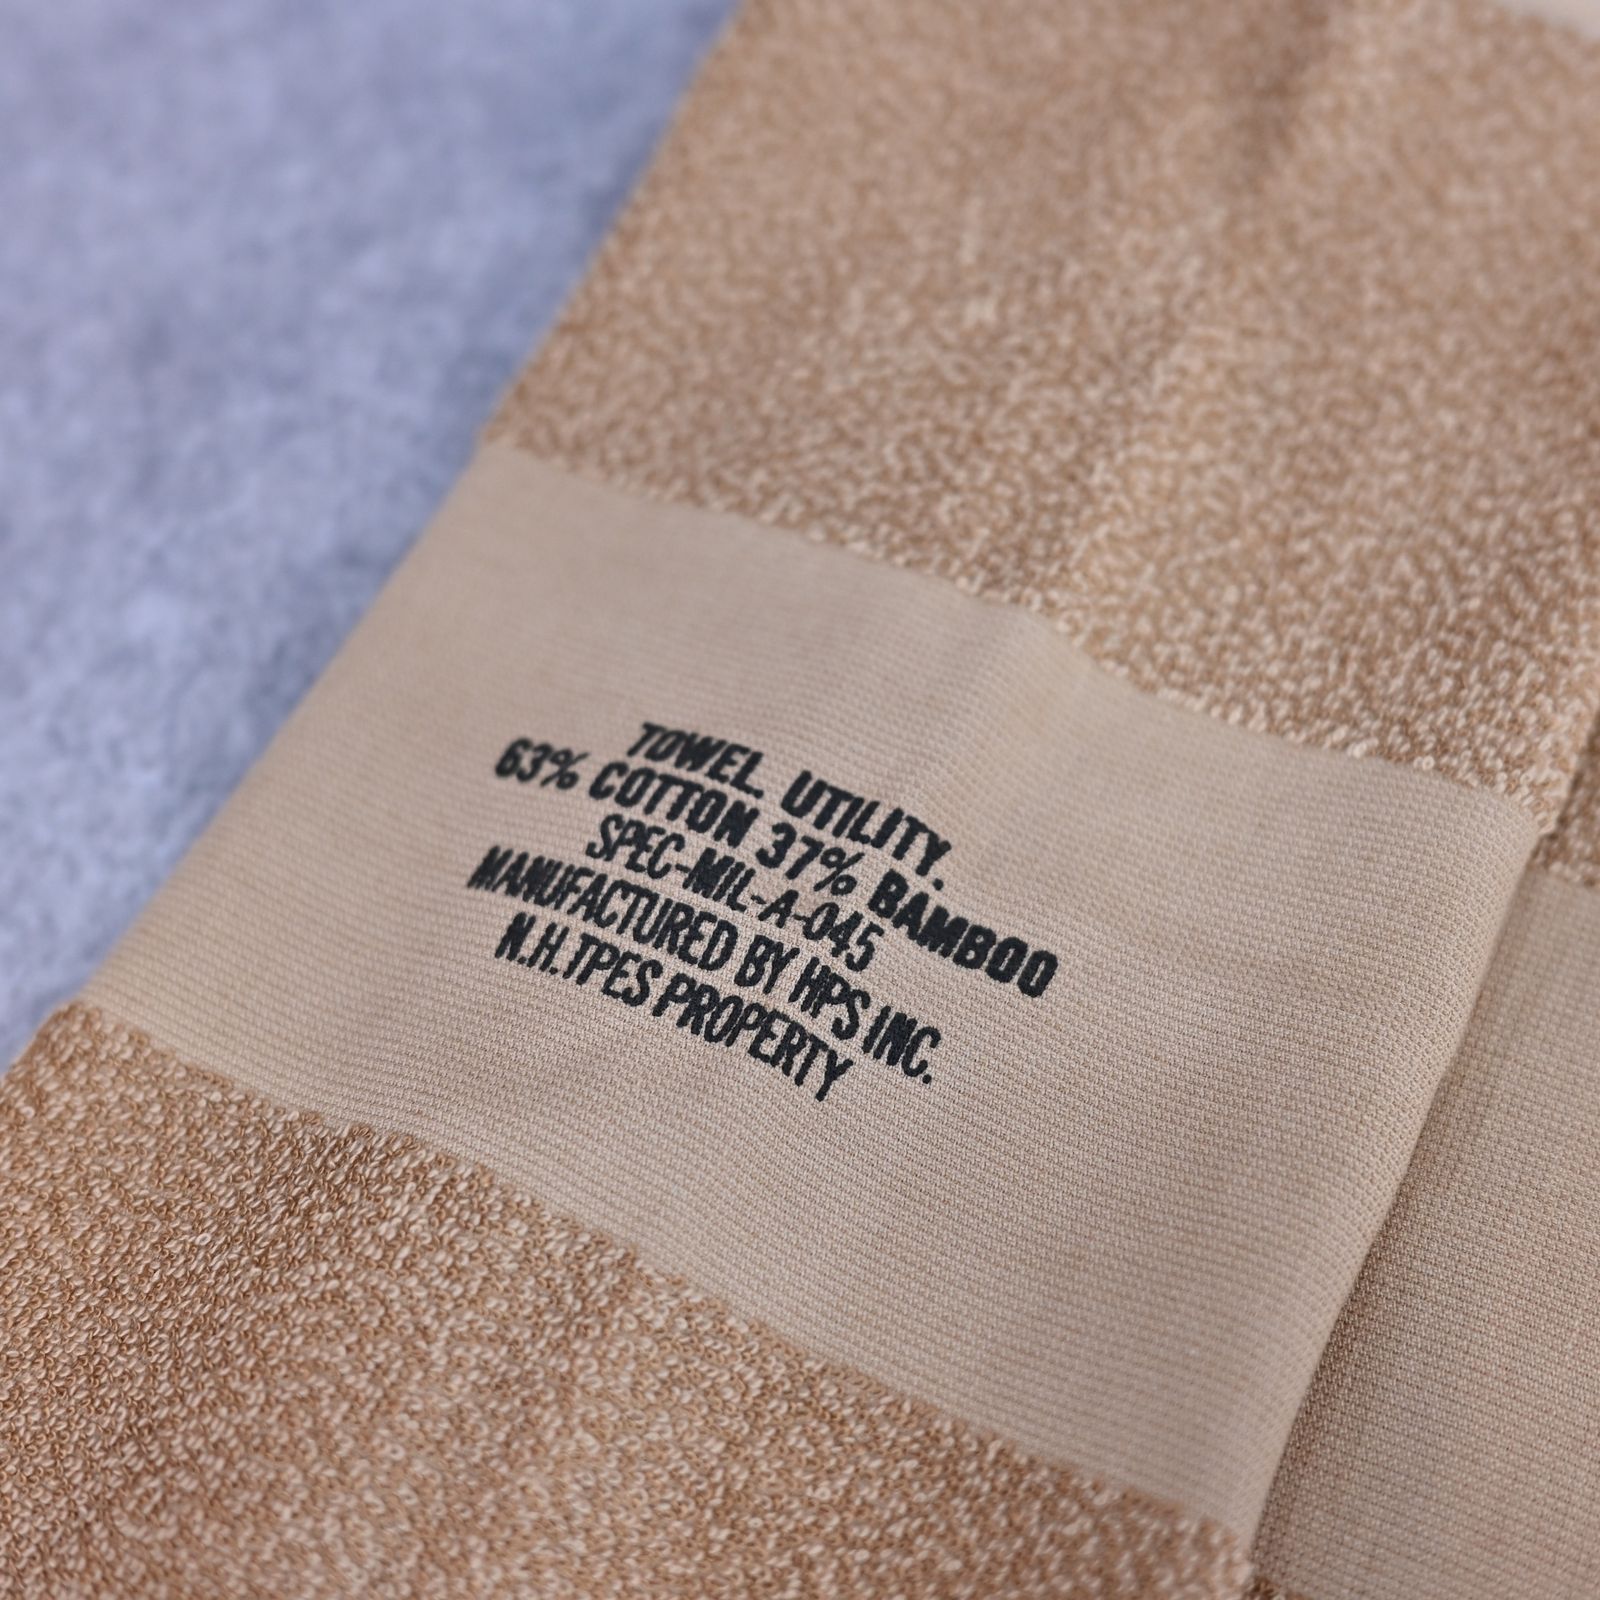 TOWEL, UTILITY.
63% COTTON 37% BAMBOO
SPEC-MIL-A-045
MANUFACTURED BY HPS INC.
N.H.TPES PROPERTY